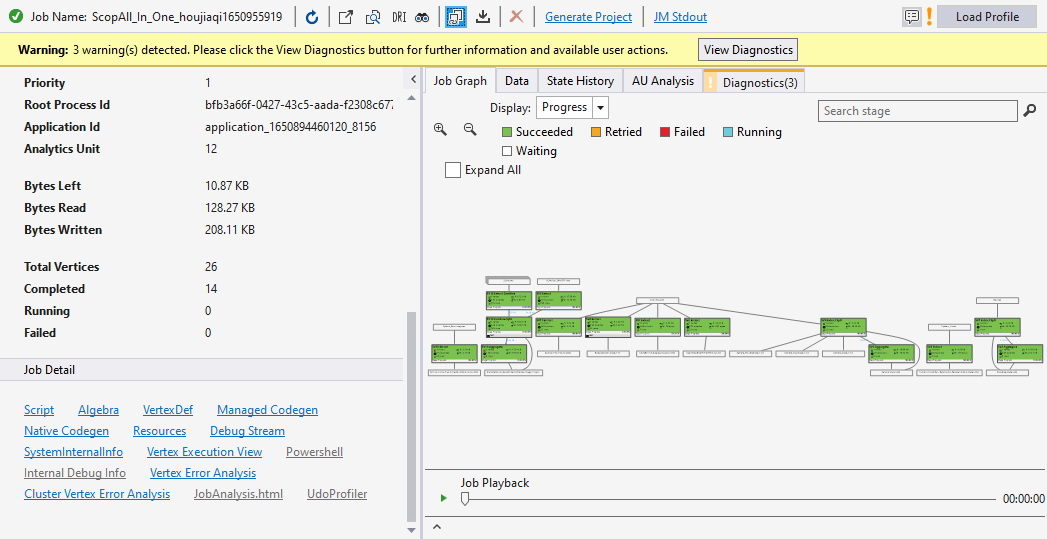 Job Name: ScopAll_In_One_houjiaqi1650955919
DRI
Generate Project
JM Stdout
Load Profile
Warning: 3 warning(s) detected. Please click the View Diagnostics button for further information and available user actions.
View Diagnostics
Priority 1
Root Process Id bfb3a66f-0427-43c5-aada-f2308c677
Application Id application_1650894460120_8156
Analytics Unit 12
Bytes Left 10.87 KB
Bytes Read 128.27 KB
Bytes Written 208.11 KB
Total Vertices 26
Completed 14
Running 0
Failed 0
Job Detail
Script Algebra VertexDef Managed Codegen
Native Codegen Resources Debug Stream
SystemInternalInfo Vertex Execution View Powershell
Internal Debug Info Vertex Error Analysis
Cluster Vertex Error Analysis JobAnalysis.html UdoProfiler
Job Graph Data State History AU Analysis Diagnostics(3)
Display: Progress
Search stage
Succeeded Retried Failed Running
Waiting
Expand All
Job Playback
00:00:00